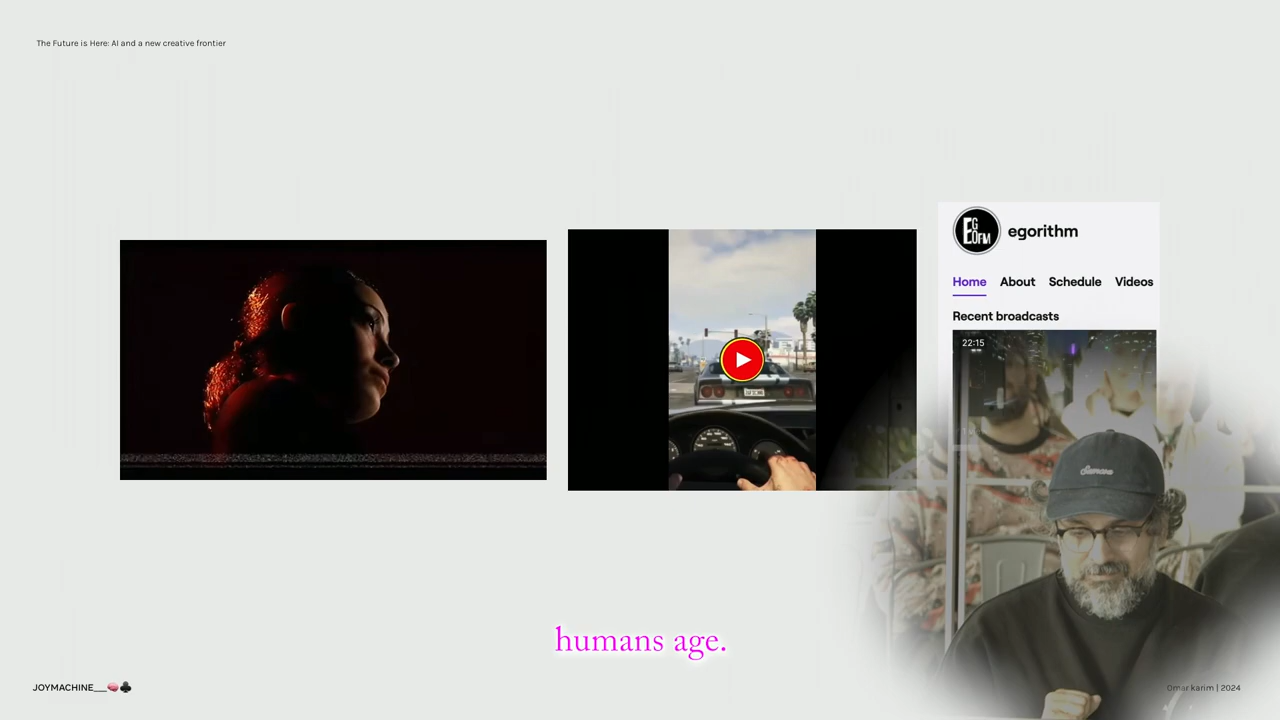 The Future is Here: AI and a new creative frontier
egorithm
Home About Schedule Videos
Recent broadcasts
22:15
humans age.
JOYMACHINE__
Omar karim | 2024